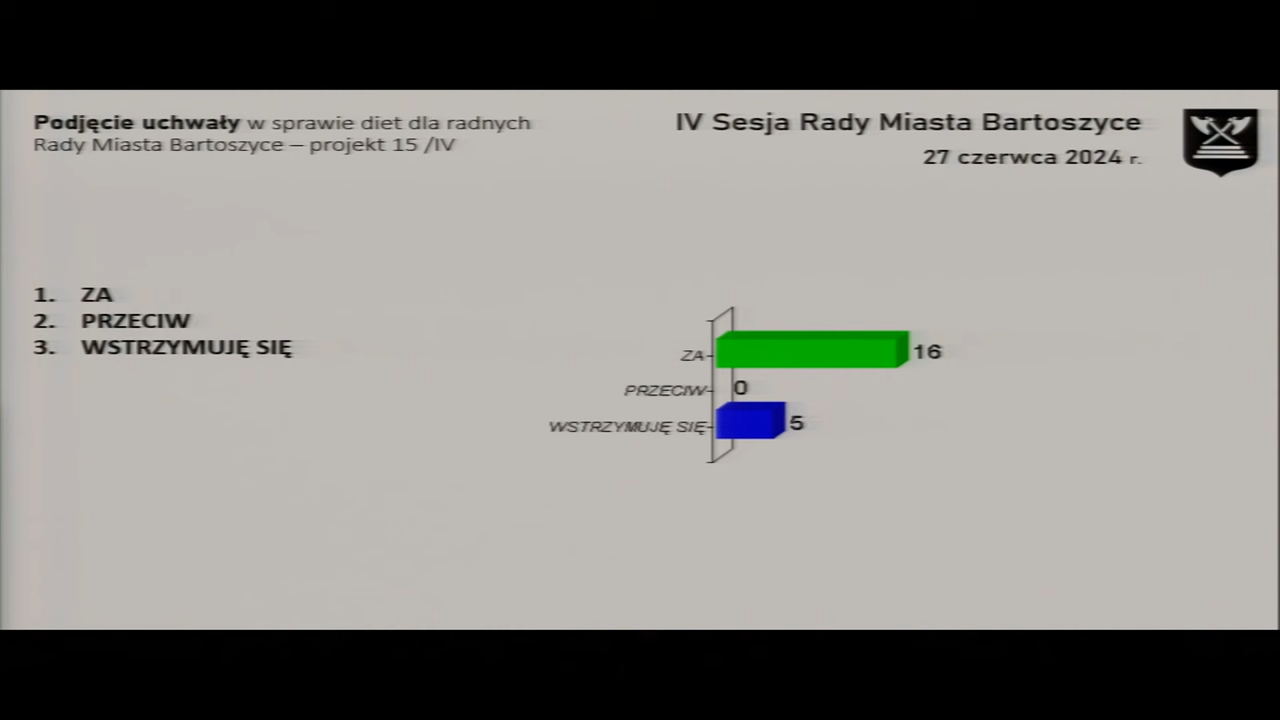 Podjęcie uchwały w sprawie diet dla radnych
Rady Miasta Bartoszyce – projekt 15 /IV
IV Sesja Rady Miasta Bartoszyce
27 czerwca 2024 r.
1. ZA
2. PRZECIW
3. WSTRZYMUJĘ SIĘ
ZA 16
PRZECIW 0
WSTRZYMUJĘ SIĘ 5